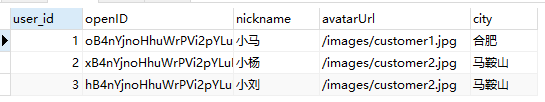 user_id openID nickname avatarUrl city
1 oB4nYjnoHhuWrPVi2pYLu 小马 /images/customer1.jpg 合肥
2 xB4nYjnoHhuWrPVi2pYLu 小杨 /images/customer2.jpg 马鞍山
3 hB4nYjnoHhuWrPVi2pYLu 小刘 /images/customer2.jpg 马鞍山